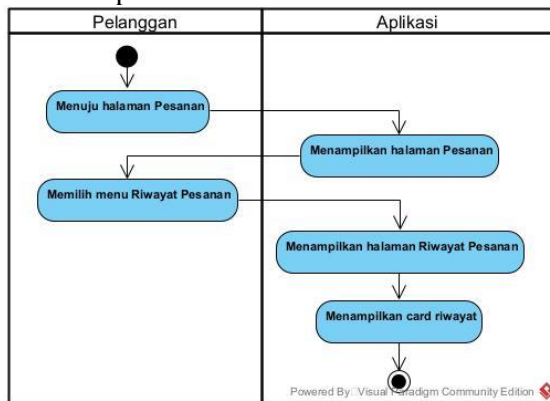 Pelanggan
Aplikasi
Menuju halaman Pesanan
Menampilkan halaman Pesanan
Memilih menu Riwayat Pesanan
Menampilkan halaman Riwayat Pesanan
Menampilkan card riwayat
Powered By Visual Paradigm Community Edition